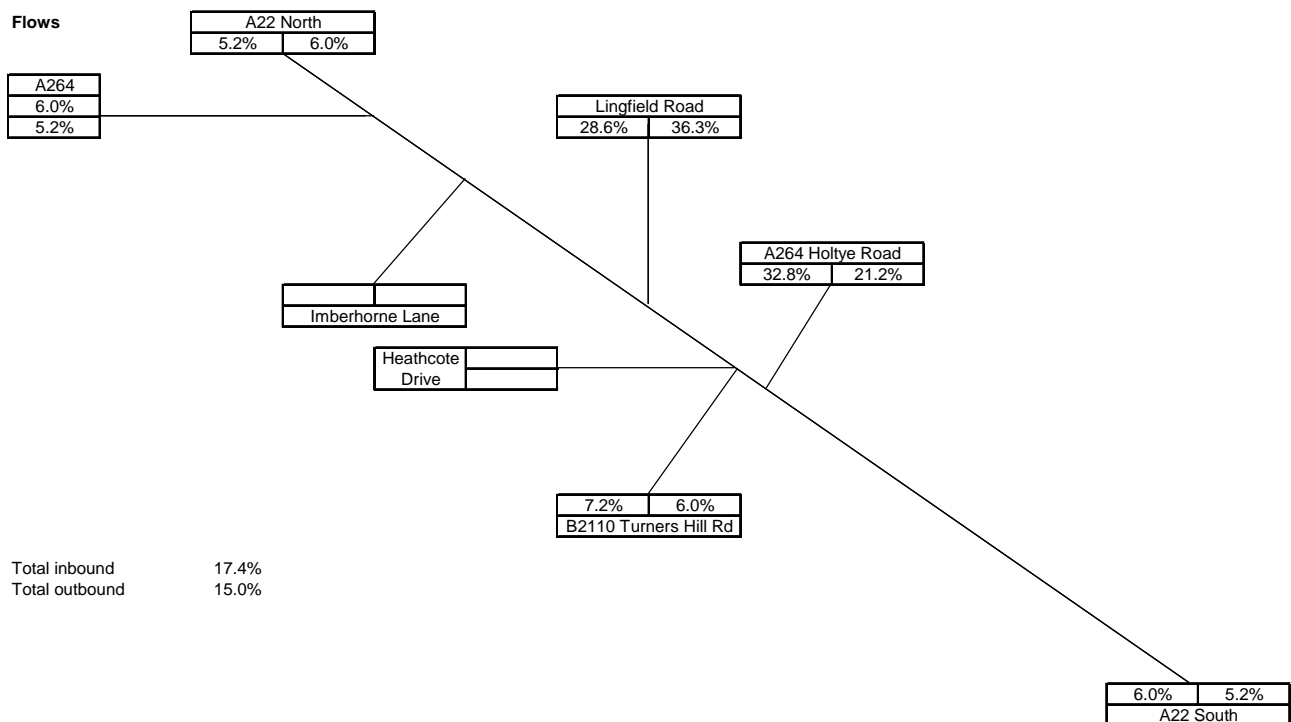 Flows
A22 North
5.2% 6.0%
A264
6.0%
5.2%
Lingfield Road
28.6% 36.3%
A264 Holtye Road
32.8% 21.2%
Imberhorne Lane
Heathcote
Drive
7.2% 6.0%
B2110 Turners Hill Rd
Total inbound 17.4%
Total outbound 15.0%
6.0% 5.2%
A22 South